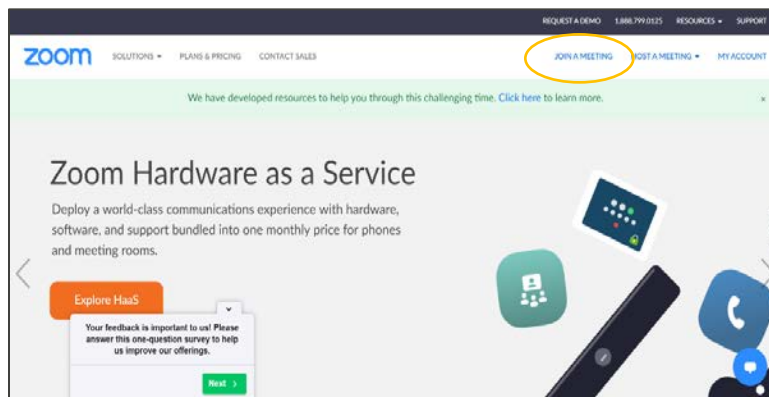 REQUEST A DEMO 1.888.799.0125 RESOURCES SUPPORT
zoom SOLUTIONS PLANS & PRICING CONTACT SALES JOIN A MEETING HOST A MEETING MY ACCOUNT
We have developed resources to help you through this challenging time. Click here to learn more. ×
Zoom Hardware as a Service
Deploy a world-class communications experience with hardware,
software, and support bundled into one monthly price for phones
and meeting rooms.
Explore HaaS
Your feedback is important to us! Please
answer this one-question survey to help
us improve our offerings.
Next >